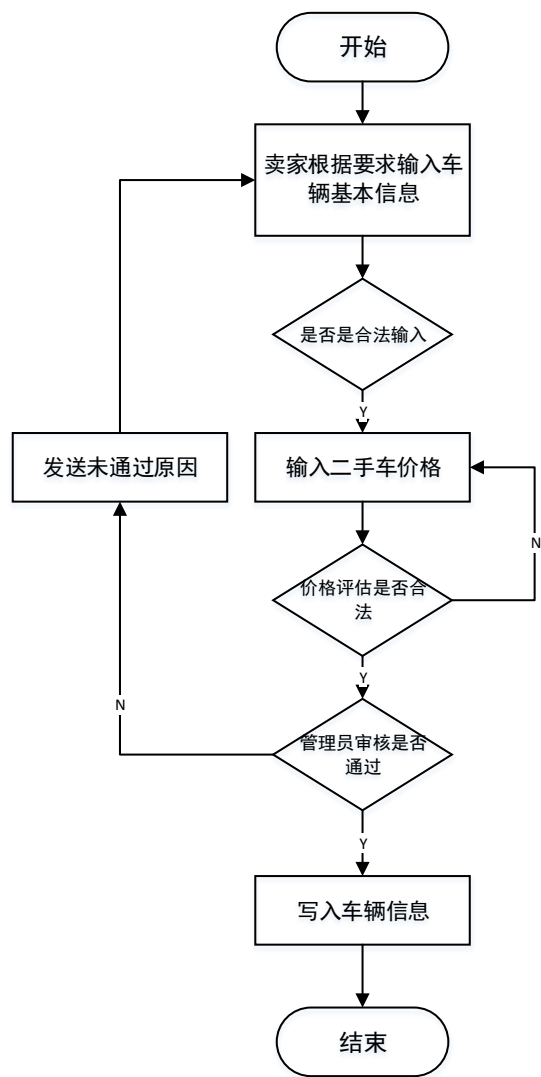 开始
卖家根据要求输入车
辆基本信息
是否是合法输入
Y
发送未通过原因
输入二手车价格
N
价格评估是否合
法
Y
N
管理员审核是否
通过
Y
写入车辆信息
结束